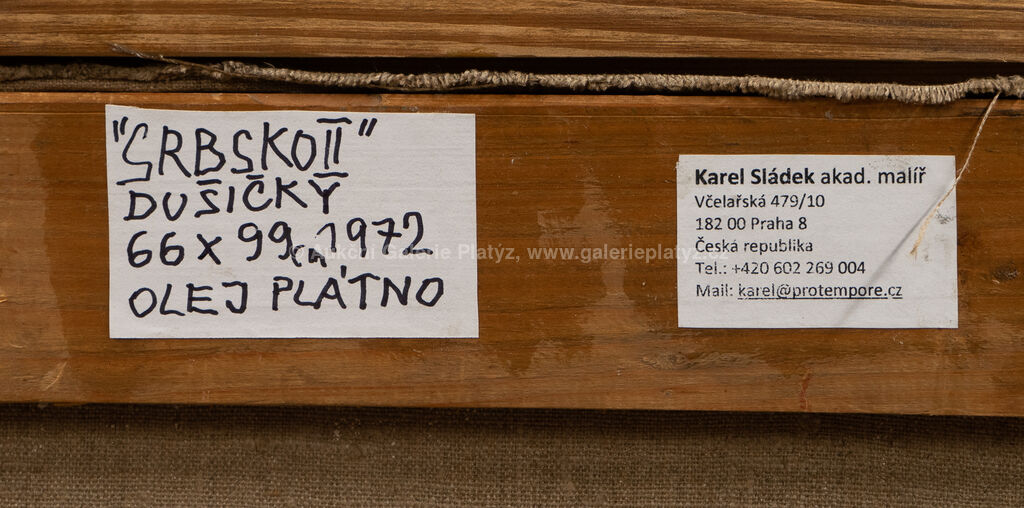 "SRBSKO II"
DUŠIČKY
66 x 99 cm 1972
OLEJ PLÁTNO
Karel Sládek akad. malíř
Včelařská 479/10
182 00 Praha 8
Česká republika
Tel.: +420 602 269 004
Mail: karel@protempore.cz
© Aukční Galerie Platýz, www.galerieplatyz.cz